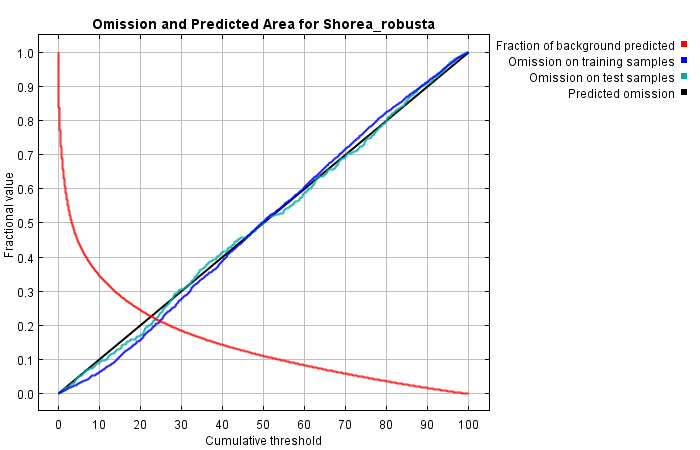 Omission and Predicted Area for Shorea_robusta
Fraction of background predicted
Omission on training samples
Omission on test samples
Predicted omission
Fractional value
1.0
0.9
0.8
0.7
0.6
0.5
0.4
0.3
0.2
0.1
0.0
0 10 20 30 40 50 60 70 80 90 100
Cumulative threshold